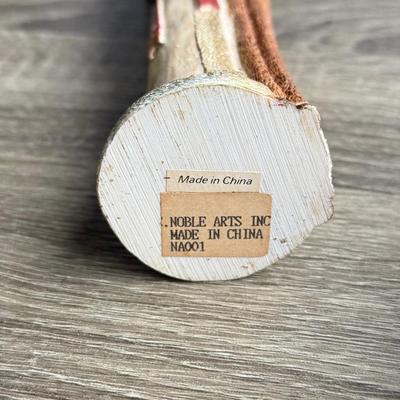 Made in China
NOBLE ARTS INC
MADE IN CHINA
NA001